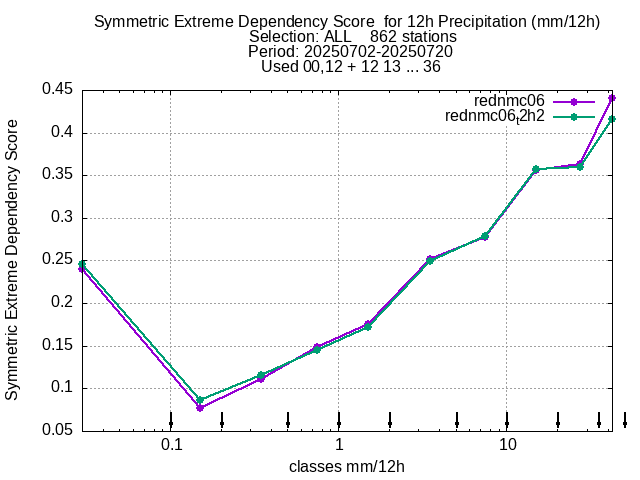 Symmetric Extreme Dependency Score  for 12h Precipitation (mm/12h)
Selection: ALL    862 stations
Period: 20250702-20250720
Used 00,12 + 12 13 ... 36
Symmetric Extreme Dependency Score
0.45
0.4
0.35
0.3
0.25
0.2
0.15
0.1
0.05
rednmc06
rednmc06t2h2
0.1
1
10
classes mm/12h